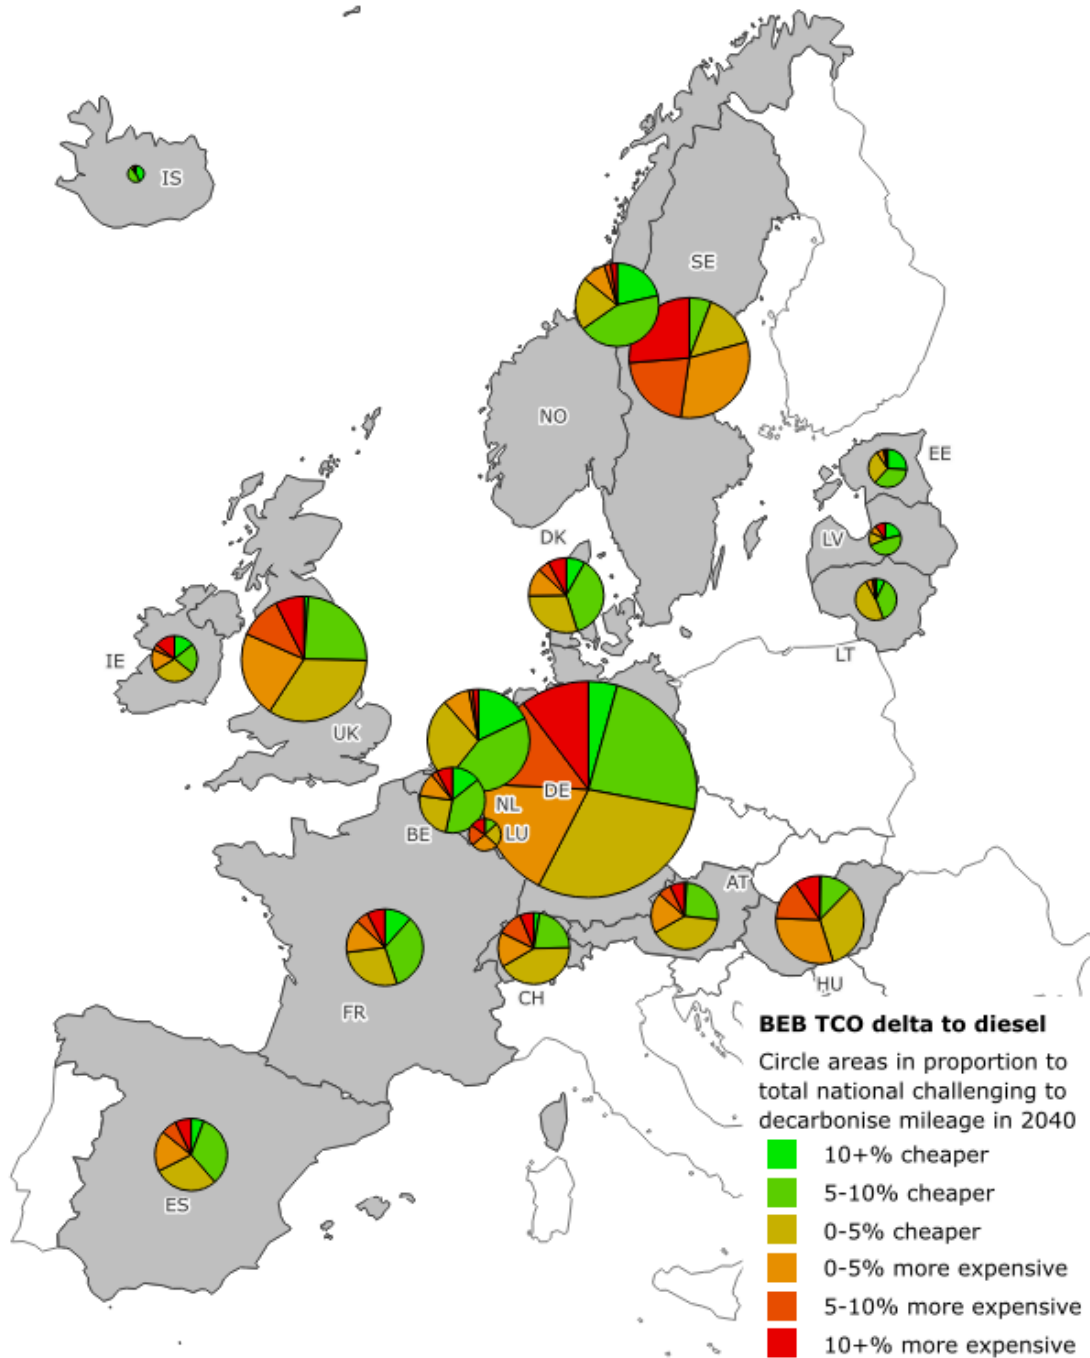 IS
SE
NO
EE
DK
LV
LT
IE
UK
DE
NL
BE
LU
AT
HU
CH
FR
ES
BEB TCO delta to diesel
Circle areas in proportion to
total national challenging to
decarbonise mileage in 2040
10+% cheaper
5-10% cheaper
0-5% cheaper
0-5% more expensive
5-10% more expensive
10+% more expensive